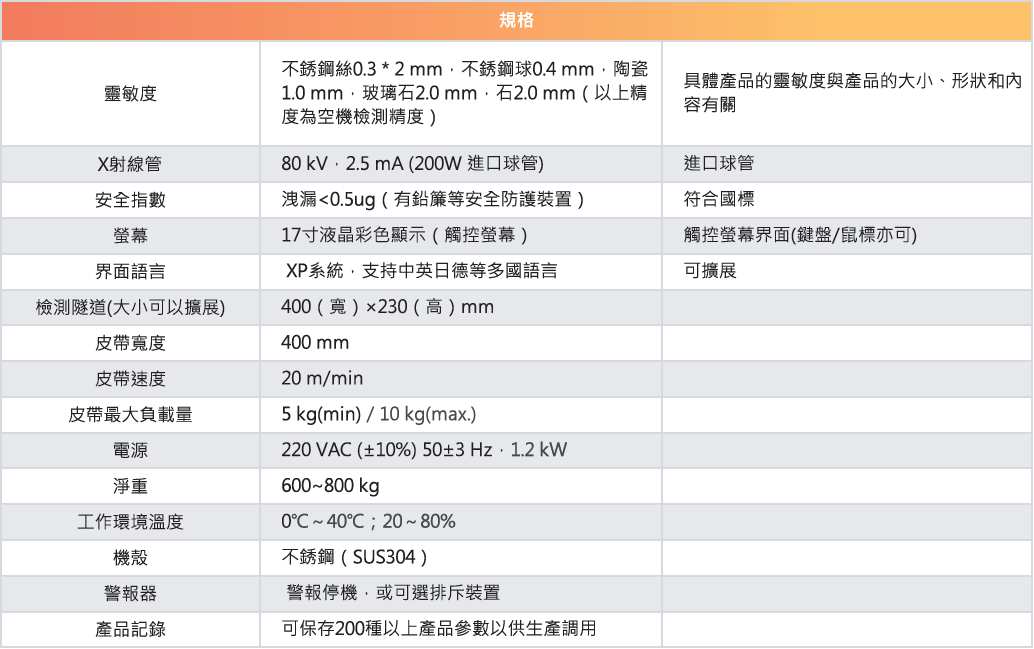 規格
靈敏度
不銹鋼絲0.3 * 2 mm，不銹鋼球0.4 mm，陶瓷
1.0 mm，玻璃石2.0 mm，石2.0 mm（以上精
度為空機檢測精度）
具體產品的靈敏度與產品的大小、形狀和內
容有關
X射線管
80 kV，2.5 mA (200W 進口球管)
進口球管
安全指數
洩漏<0.5ug（有鉛簾等安全防護裝置）
符合國標
螢幕
17寸液晶彩色顯示（觸控螢幕）
觸控螢幕界面(鍵盤/鼠標亦可)
界面語言
XP系統，支持中英日德等多國語言
可擴展
檢測隧道(大小可以擴展)
400（寬）×230（高）mm
皮帶寬度
400 mm
皮帶速度
20 m/min
皮帶最大負載量
5 kg(min) / 10 kg(max.)
電源
220 VAC (±10%) 50±3 Hz，1.2 kW
淨重
600~800 kg
工作環境溫度
0℃～40℃；20～80%
機殼
不銹鋼（SUS304）
警報器
警報停機，或可選排斥裝置
產品記錄
可保存200種以上產品參數以供生產調用